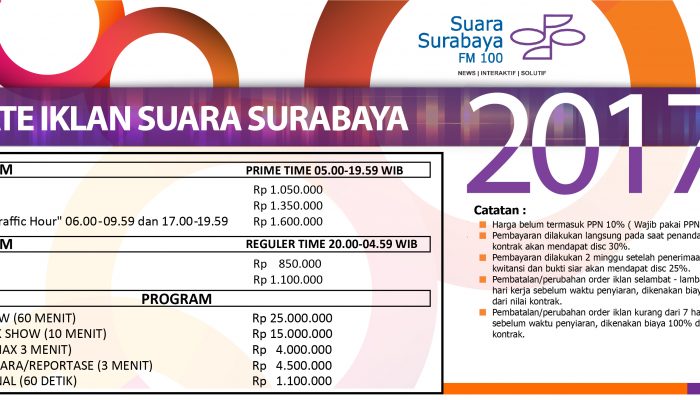 Suara
Surabaya
FM 100
NEWS | INTERAKTIF | SOLUTIF
ATE IKLAN SUARA SURABAYA
2017
M PRIME TIME 05.00-19.59 WIB
Rp 1.050.000
Rp 1.350.000
raffic Hour" 06.00-09.59 dan 17.00-19.59 Rp 1.600.000
M REGULER TIME 20.00-04.59 WIB
Rp 850.000
Rp 1.100.000
PROGRAM
W (60 MENIT) Rp 25.000.000
K SHOW (10 MENIT) Rp 15.000.000
MAX 3 MENIT) Rp 4.000.000
ARA/REPORTASE (3 MENIT) Rp 4.500.000
NAL (60 DETIK) Rp 1.100.000
Catatan :
Harga belum termasuk PPN 10% ( Wajib pakai PPN
Pembayaran dilakukan langsung pada saat penanda
kontrak akan mendapat disc 30%.
Pembayaran dilakukan 2 minggu setelah penerimaa
kwitansi dan bukti siar akan mendapat disc 25%.
Pembatalan/perubahan order iklan selambat - lamba
hari kerja sebelum waktu penyiaran, dikenakan biay
dari nilai kontrak.
Pembatalan/perubahan order iklan kurang dari 7 ha
sebelum waktu penyiaran, dikenakan biaya 100% d
kontrak.